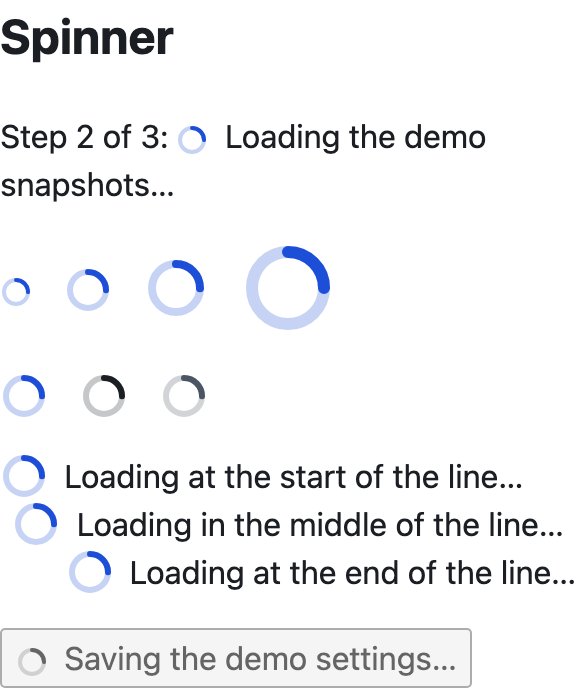 Spinner
Step 2 of 3: Loading the demo
snapshots...
Loading at the start of the line...
Loading in the middle of the line...
Loading at the end of the line...
Saving the demo settings...